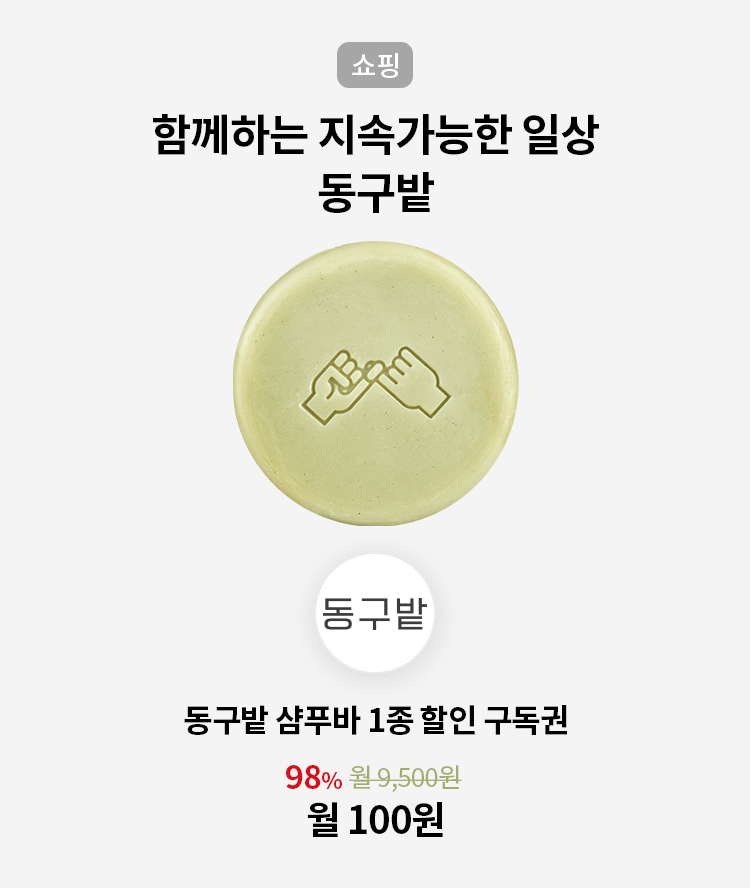 쇼핑
함께하는 지속가능한 일상
동구밭
동구밭
동구밭 샴푸바 1종 할인 구독권
98% 월 9,500원
월 100원